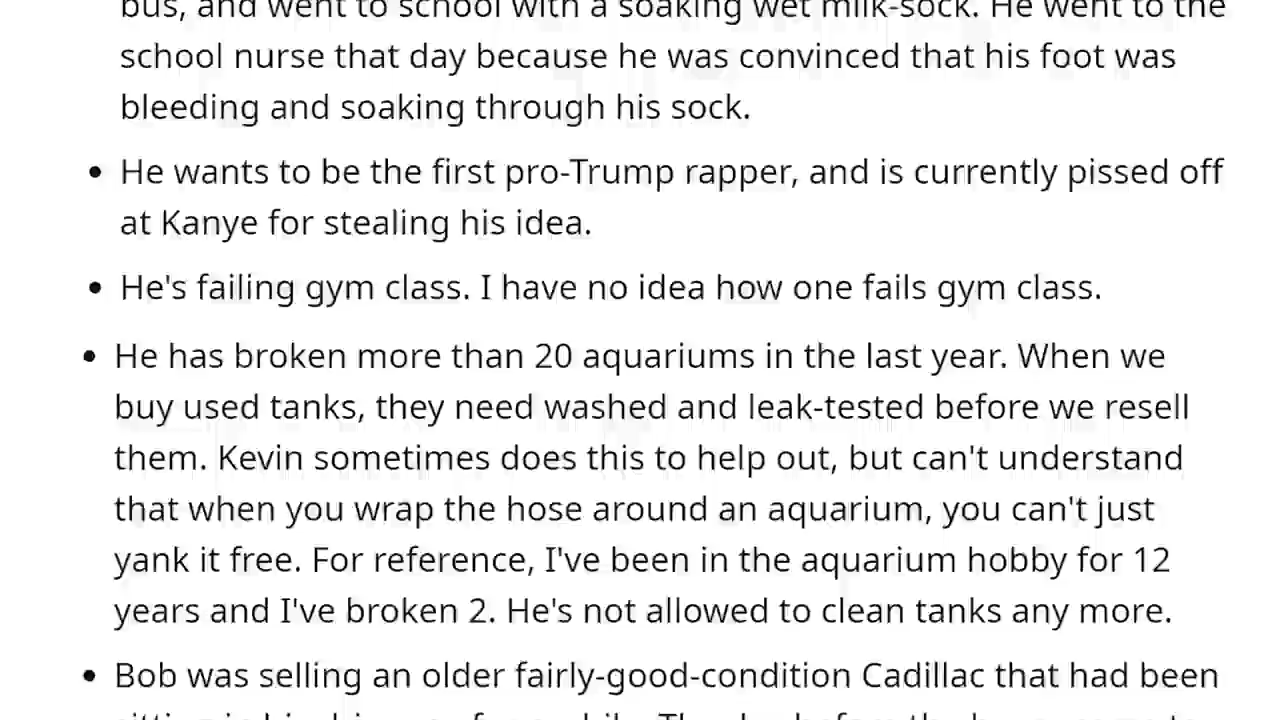 bus, and went to school with a soaking wet milk-sock. He went to the
school nurse that day because he was convinced that his foot was
bleeding and soaking through his sock.
• He wants to be the first pro-Trump rapper, and is currently pissed off
at Kanye for stealing his idea.
• He's failing gym class. I have no idea how one fails gym class.
• He has broken more than 20 aquariums in the last year. When we
buy used tanks, they need washed and leak-tested before we resell
them. Kevin sometimes does this to help out, but can't understand
that when you wrap the hose around an aquarium, you can't just
yank it free. For reference, I've been in the aquarium hobby for 12
years and I've broken 2. He's not allowed to clean tanks any more.
• Bob was selling an older fairly-good-condition Cadillac that had been